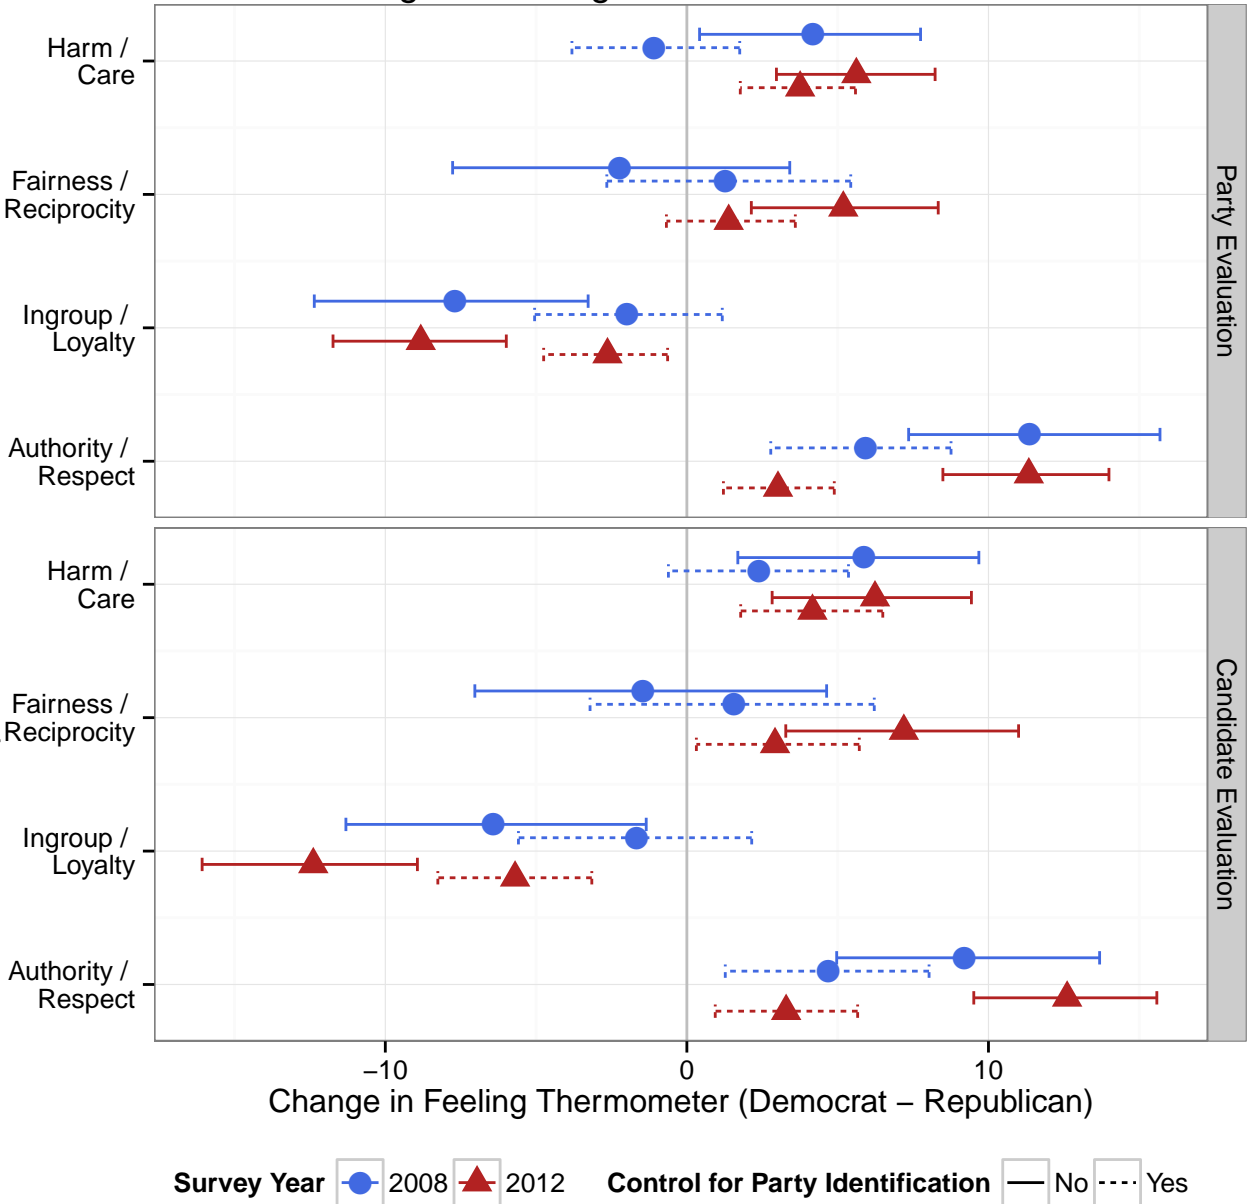 Harm /
Care
Fairness /
Reciprocity
Ingroup /
Loyalty
Authority /
Respect
Party Evaluation
Harm /
Care
Fairness /
Reciprocity
Ingroup /
Loyalty
Authority /
Respect
Candidate Evaluation
−10 0 10
Change in Feeling Thermometer (Democrat − Republican)
Survey Year 2008 2012 Control for Party Identification No Yes